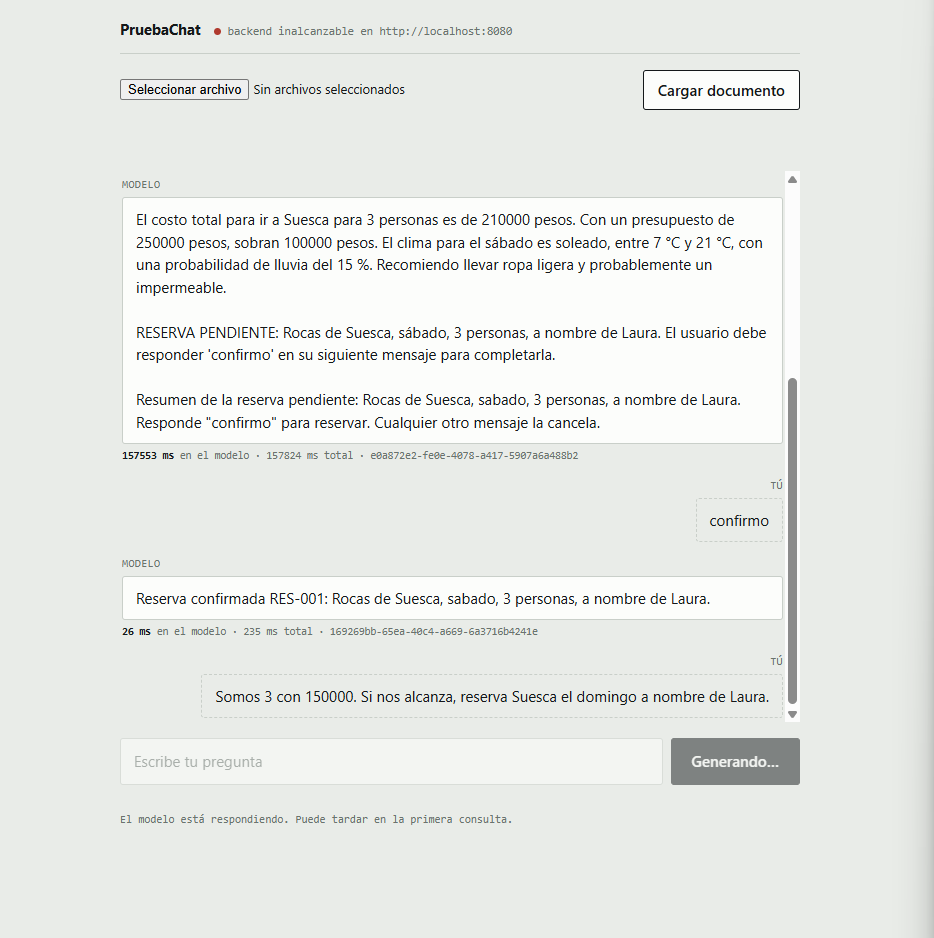 PruebaChat
backend inalcanzable en http://localhost:8080
Seleccionar archivo
Sin archivos seleccionados
Cargar documento
MODELO
El costo total para ir a Suesca para 3 personas es de 210000 pesos. Con un presupuesto de
250000 pesos, sobran 100000 pesos. El clima para el sábado es soleado, entre 7 °C y 21 °C, con
una probabilidad de lluvia del 15 %. Recomiendo llevar ropa ligera y probablemente un
impermeable.
RESERVA PENDIENTE: Rocas de Suesca, sábado, 3 personas, a nombre de Laura. El usuario debe
responder 'confirmo' en su siguiente mensaje para completarla.
Resumen de la reserva pendiente: Rocas de Suesca, sabado, 3 personas, a nombre de Laura.
Responde "confirmo" para reservar. Cualquier otro mensaje la cancela.
157553 ms en el modelo · 157824 ms total · e0a872e2-fe0e-4078-a417-5907a6a488b2
TÚ
confirmo
MODELO
Reserva confirmada RES-001: Rocas de Suesca, sabado, 3 personas, a nombre de Laura.
26 ms en el modelo · 235 ms total · 169269bb-65ea-40c4-a669-6a3716b4241e
TÚ
Somos 3 con 150000. Si nos alcanza, reserva Suesca el domingo a nombre de Laura.
Escribe tu pregunta
Generando...
El modelo está respondiendo. Puede tardar en la primera consulta.